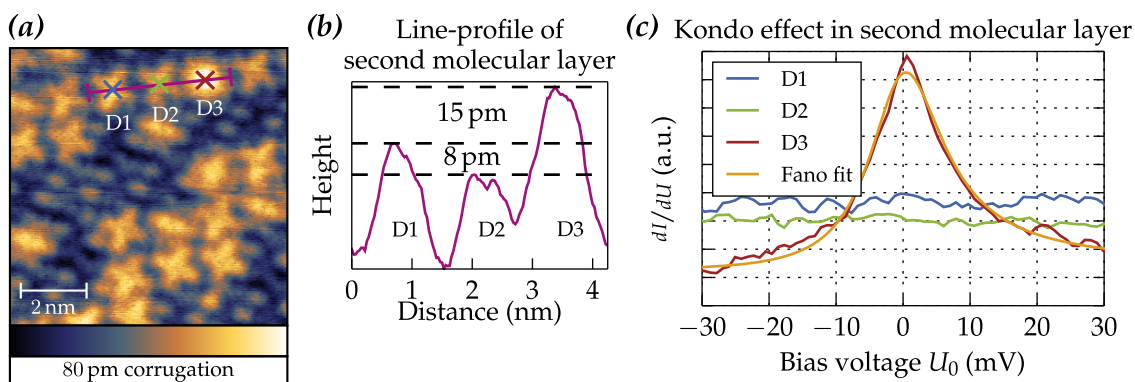 (a)
D1
D2
D3
2 nm
80 pm corrugation
(b)
Line-profile of
second molecular layer
15 pm
8 pm
D1
D2
D3
Height
0
1
2
3
4
Distance (nm)
(c)
Kondo effect in second molecular layer
D1
D2
D3
Fano fit
dI/dU (a.u.)
−30
−20
−10
0
10
20
30
Bias voltage U₀ (mV)